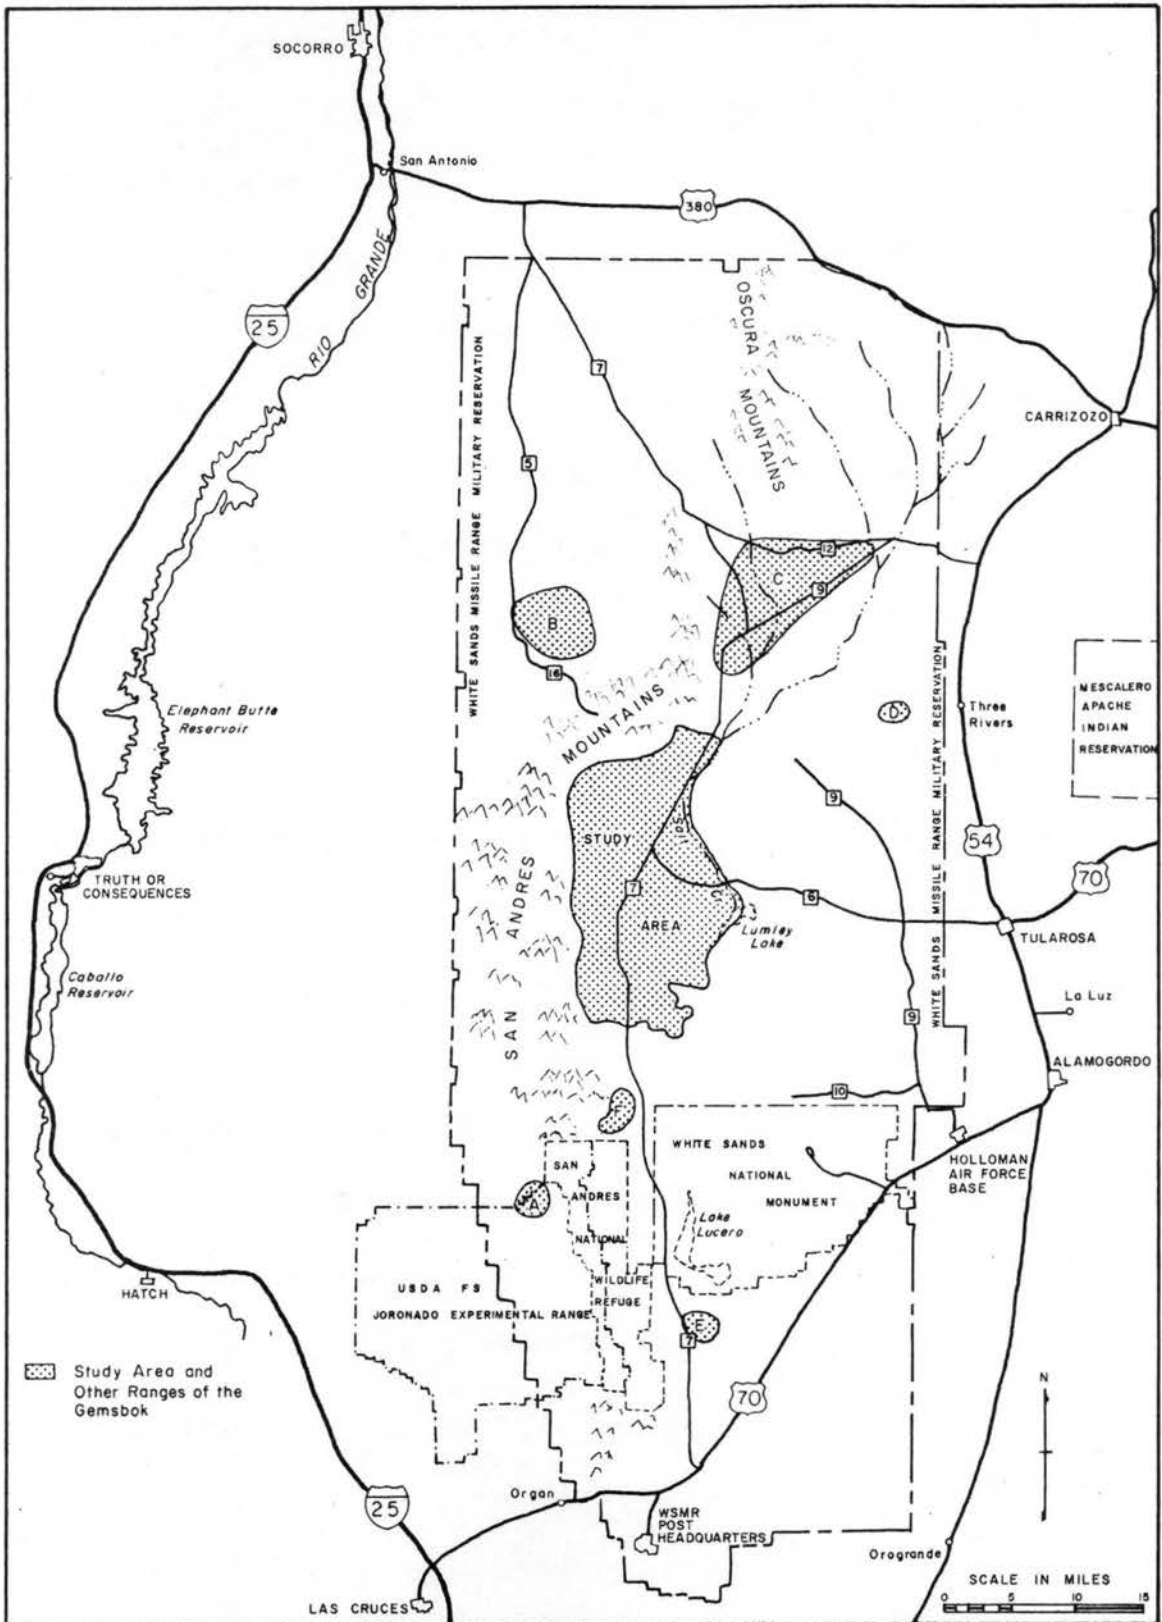 SOCORRO
San Antonio
380
RIO GRANDE
25
OSCURA MOUNTAINS
WHITE SANDS MISSILE RANGE MILITARY RESERVATION
7
5
CARRIZOZO
12
C
9
B
16
MOUNTAINS
WHITE SANDS MISSILE RANGE MILITARY RESERVATION
MESCALERO
APACHE
INDIAN
RESERVATION
D
Three
Rivers
Elephant Butte
Reservoir
9
STUDY
Salt Cr.
54
70
TRUTH OR
CONSEQUENCES
SAN ANDRES
7
6
AREA
Lumley
Lake
TULAROSA
Caballo
Reservoir
La Luz
9
ALAMOGORDO
10
F
WHITE SANDS
NATIONAL
MONUMENT
HOLLOMAN
AIR FORCE
BASE
SAN
ANDRES
NATIONAL
WILDLIFE
REFUGE
A
Lake
Lucero
USDA FS
JORONADO EXPERIMENTAL RANGE
HATCH
E
7
Study Area and
Other Ranges of the
Gemsbok
70
N
25
Organ
WSMR
POST
HEADQUARTERS
Orogrande
SCALE IN MILES
0 5 10 15
LAS CRUCES